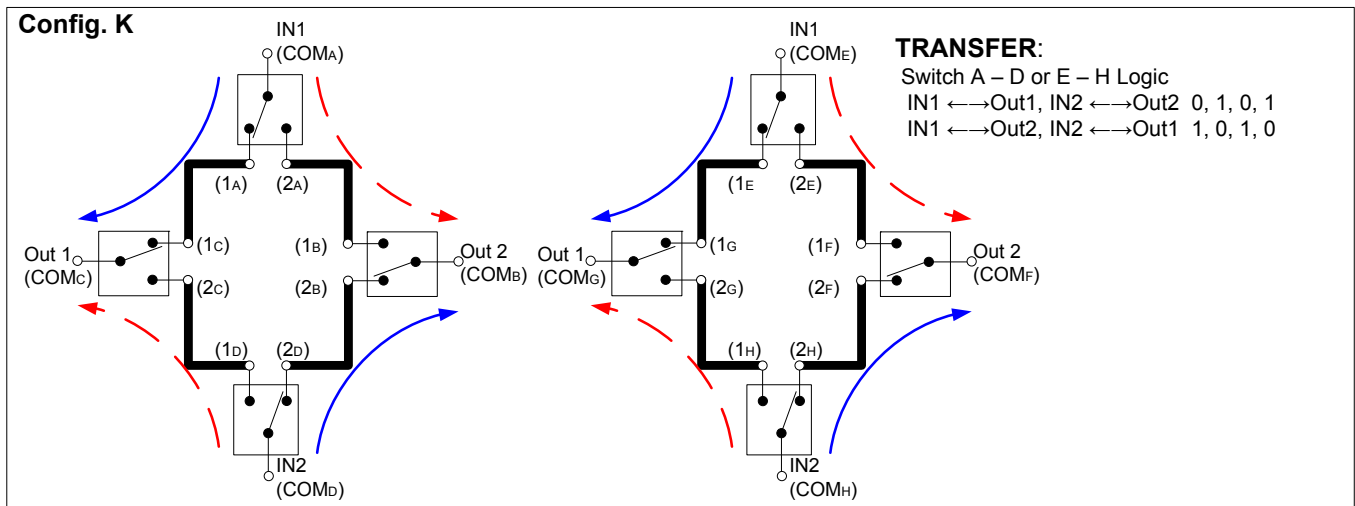 Config. K
IN1
(COMA)
(1A) (2A)
Out 1
(COMC)
(1C)
(2C)
(1B)
(2B)
Out 2
(COMB)
(1D) (2D)
IN2
(COMD)
IN1
(COME)
(1E) (2E)
Out 1
(COMG)
(1G)
(2G)
(1F)
(2F)
Out 2
(COMF)
(1H) (2H)
IN2
(COMH)
TRANSFER:
Switch A – D or E – H Logic
IN1 ←→Out1, IN2 ←→Out2 0, 1, 0, 1
IN1 ←→Out2, IN2 ←→Out1 1, 0, 1, 0